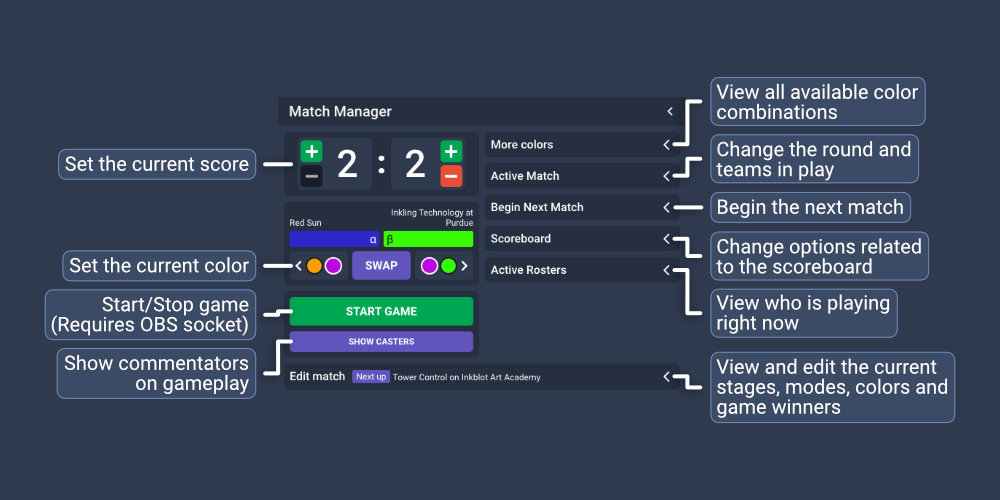 Match Manager
2 : 2
Red Sun
Inkling Technology at
Purdue
α
β
SWAP
START GAME
SHOW CASTERS
Edit match
Next up
Tower Control on Inkblot Art Academy
More colors
Active Match
Begin Next Match
Scoreboard
Active Rosters
Set the current score
Set the current color
Start/Stop game
(Requires OBS socket)
Show commentators
on gameplay
View all available color
combinations
Change the round and
teams in play
Begin the next match
Change options related
to the scoreboard
View who is playing
right now
View and edit the current
stages, modes, colors and
game winners